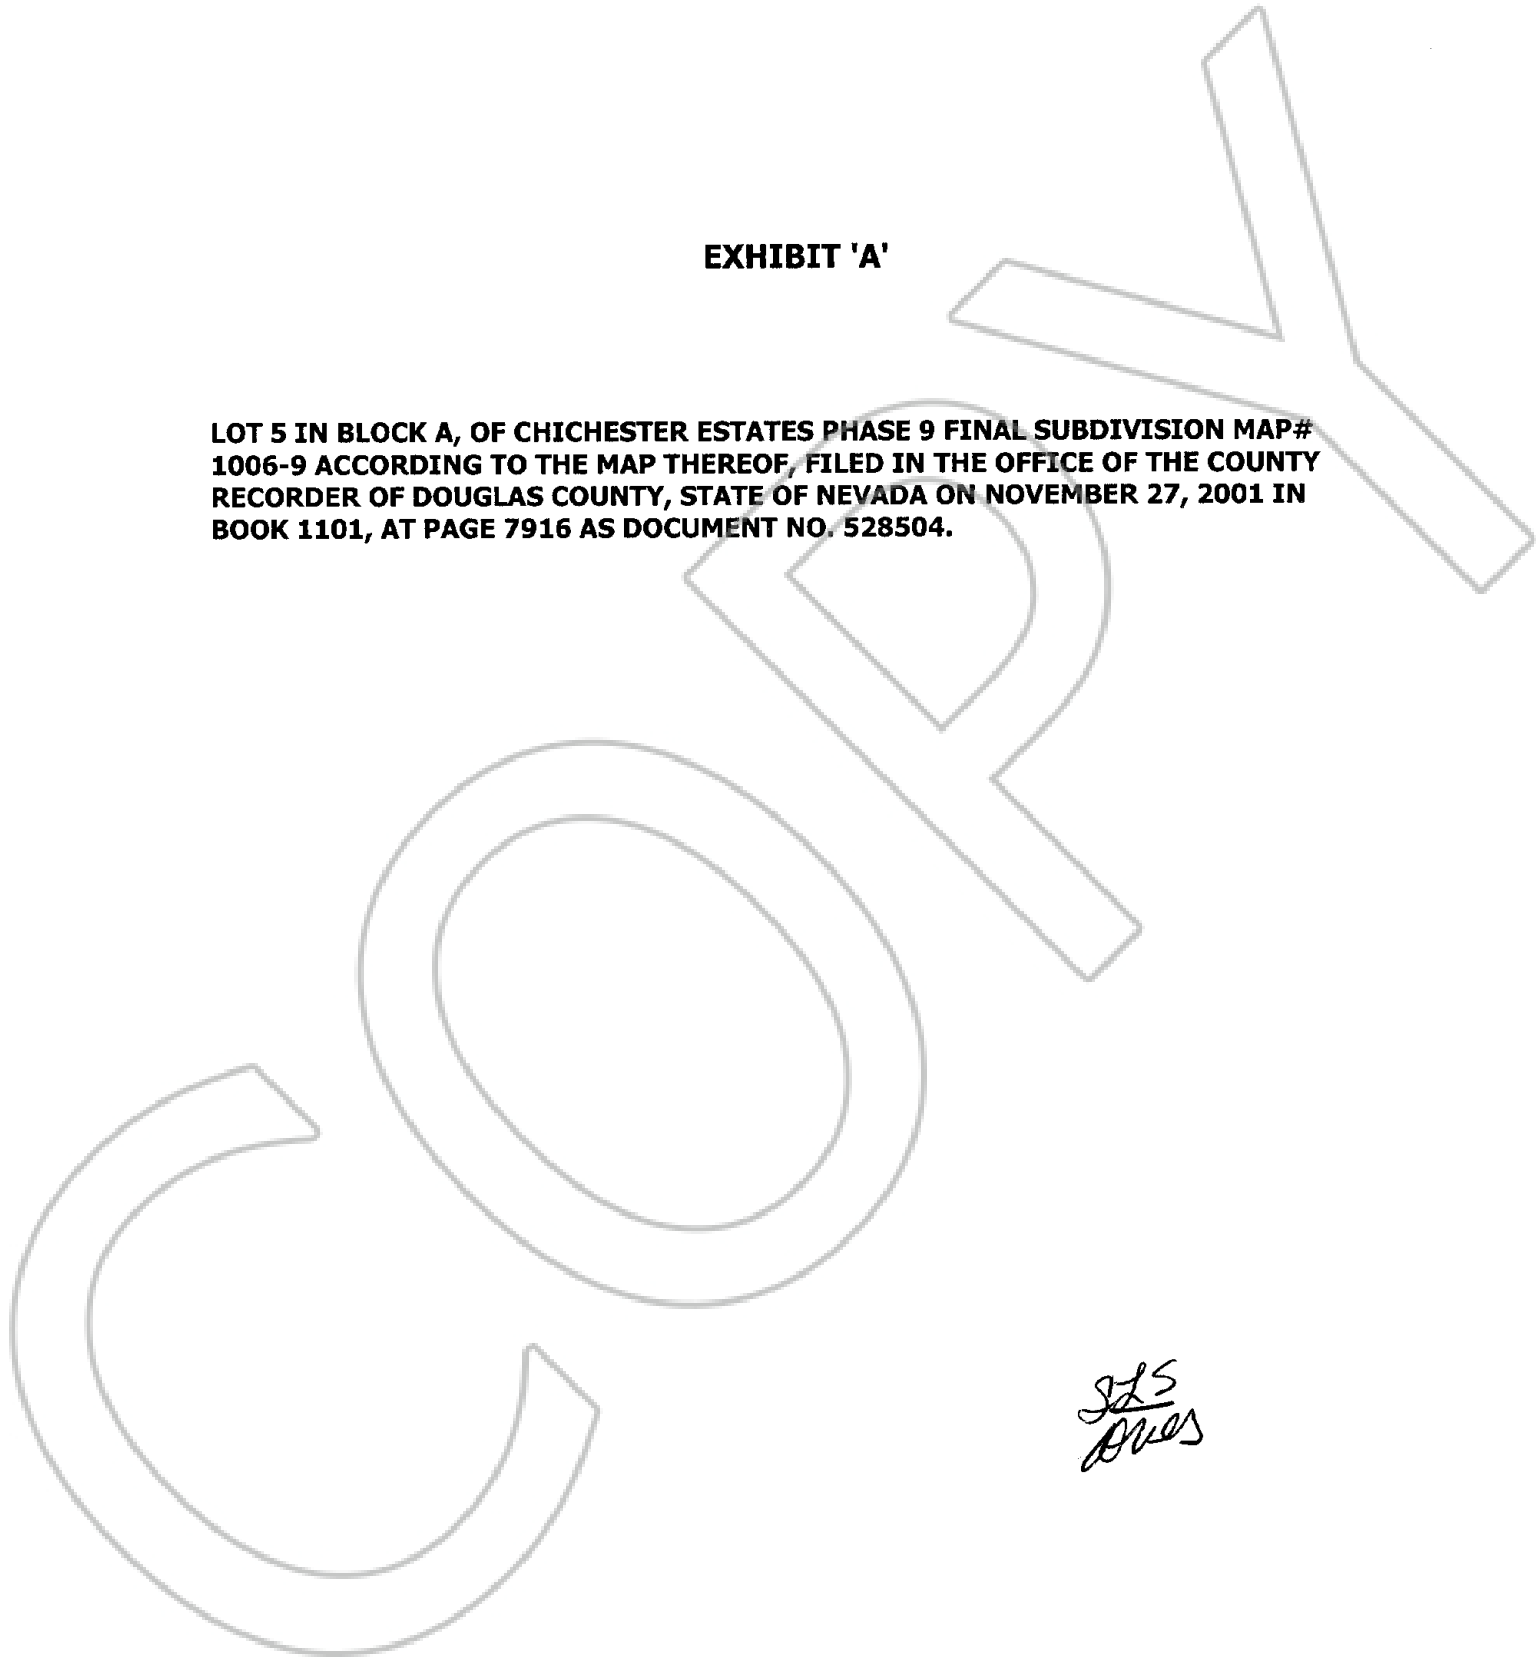 EXHIBIT 'A'
LOT 5 IN BLOCK A, OF CHICHESTER ESTATES PHASE 9 FINAL SUBDIVISION MAP#
1006-9 ACCORDING TO THE MAP THEREOF, FILED IN THE OFFICE OF THE COUNTY
RECORDER OF DOUGLAS COUNTY, STATE OF NEVADA ON NOVEMBER 27, 2001 IN
BOOK 1101, AT PAGE 7916 AS DOCUMENT NO. 528504.
COPY
SLS